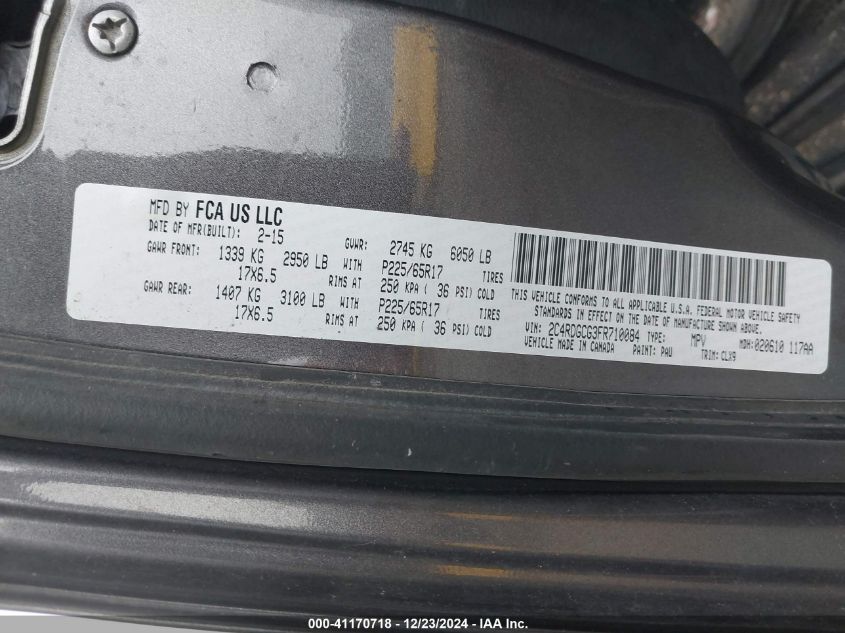 MFD BY FCA US LLC
DATE OF MFR(BUILT): 2-15 GVWR: 2745 KG 6050 LB
GAWR FRONT: 1339 KG 2950 LB WITH P225/65R17 TIRES
17X6.5 RIMS AT 250 KPA ( 36 PSI) COLD
GAWR REAR: 1407 KG 3100 LB WITH P225/65R17 TIRES
17X6.5 RIMS AT 250 KPA ( 36 PSI) COLD
THIS VEHICLE CONFORMS TO ALL APPLICABLE U.S.A. FEDERAL MOTOR VEHICLE SAFETY
STANDARDS IN EFFECT ON THE DATE OF MANUFACTURE SHOWN ABOVE.
VIN: 2C4RDGCG3FR710084 TYPE: MPV MDH:020610 117AA
VEHICLE MADE IN CANADA PAINT: PAU TRIM: CLX9
000-41170718 - 12/23/2024 - IAA Inc.